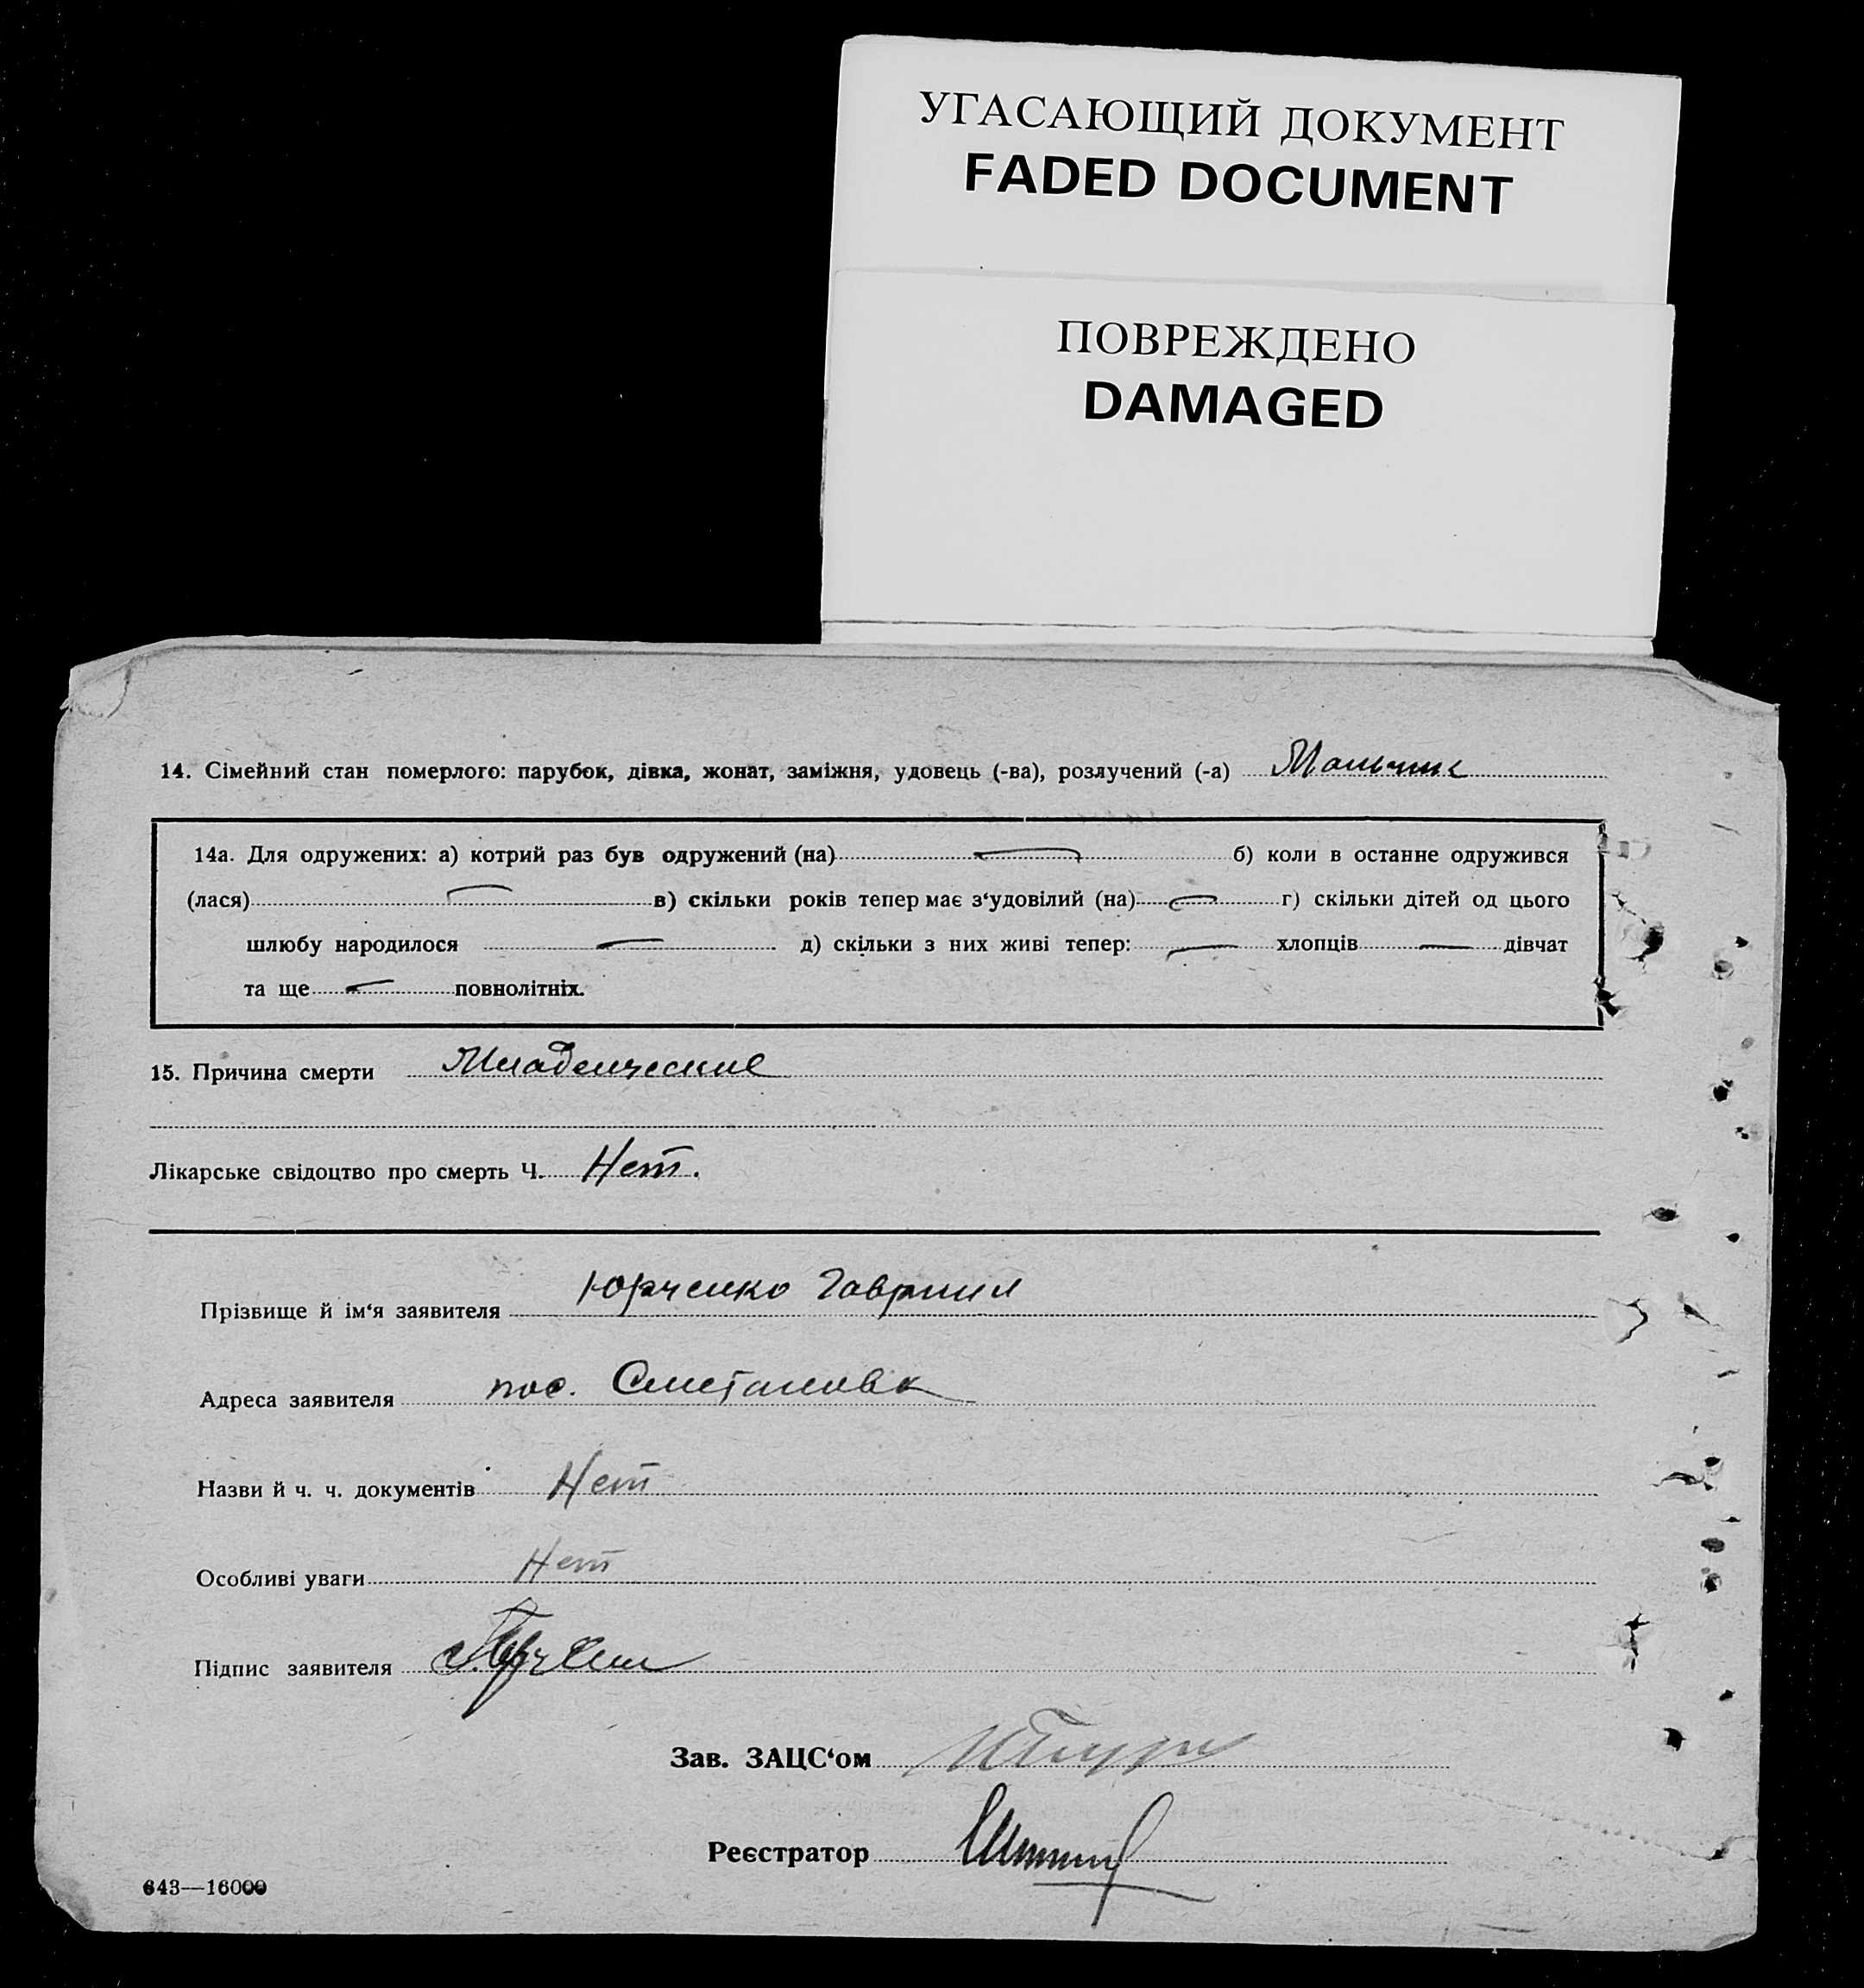 УГАСАЮЩИЙ ДОКУМЕНТ
FADED DOCUMENT
ПОВРЕЖДЕНО
DAMAGED
14. Сімейний стан померлого: парубок, дівка, жонат, заміжня, удовець (-ва), розлучений (-а) Мальчик
14а. Для одружених: а) котрий раз був одружений (на) — б) коли в останне одружився
(лася) — в) скільки років тепер має з‘удовілий (на) — г) скільки дітей од цього
шлюбу народилося — д) скільки з них живі тепер: — хлопців — дівчат
та ще — повнолітніх.
15. Причина смерти Младенческие
Лікарське свідоцтво про смерть Ч. Нет.
Прізвище й ім‘я заявителя Юрченко Гавриил
Адреса заявителя пос. Сметановка
Назви й ч. ч. документів Нет
Особливі уваги Нет
Підпис заявителя
Зав. ЗАЦС‘ом
Реєстратор
643—16000